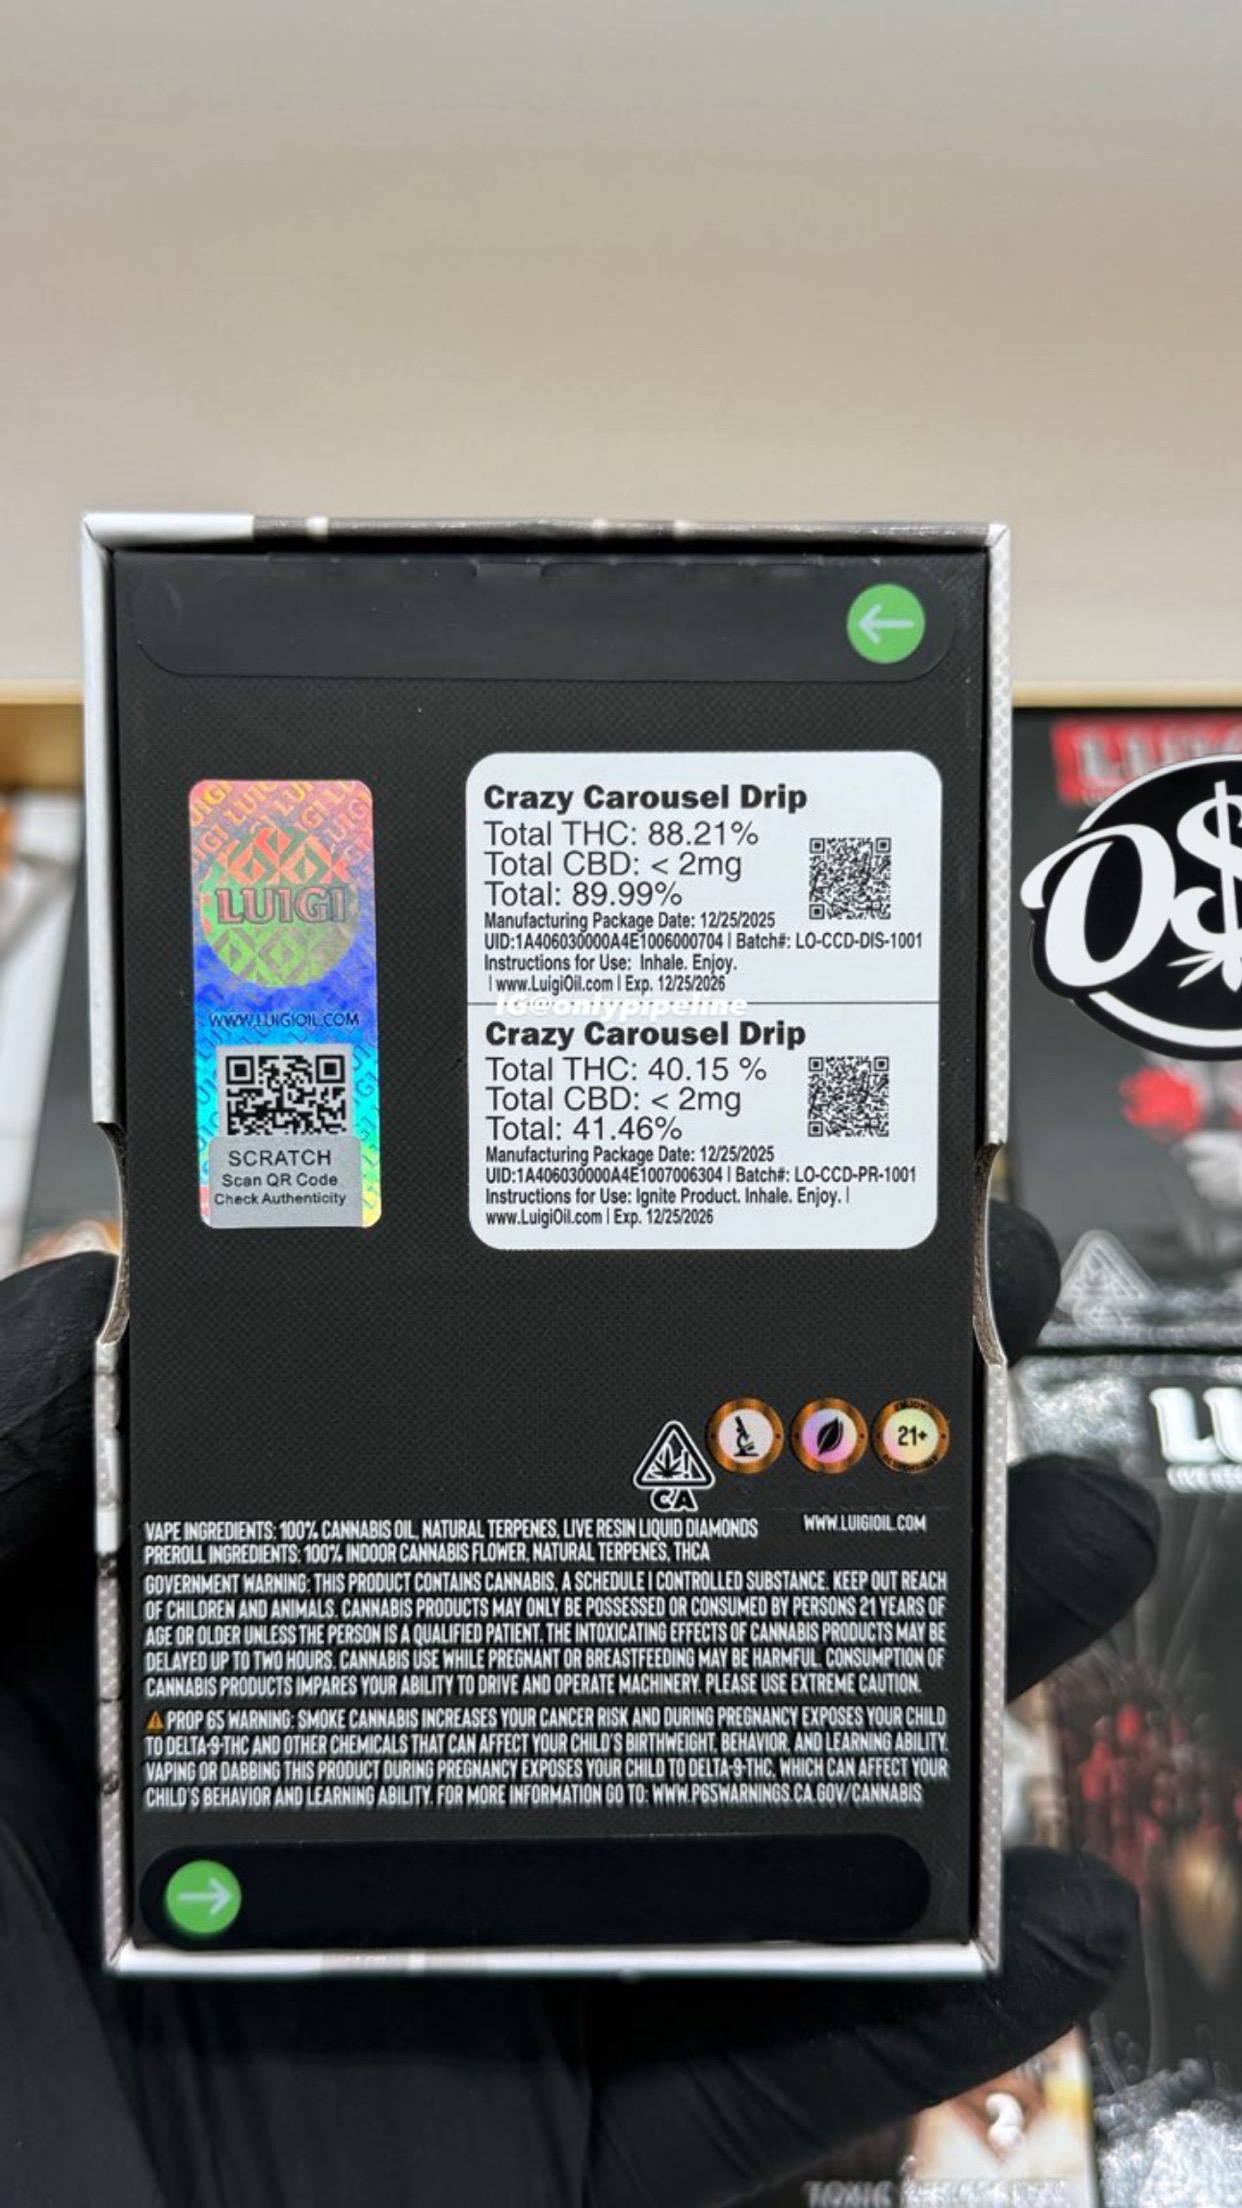 LUIGI
WWW.LUIGIOIL.COM
SCRATCH
Scan QR Code
Check Authenticity
Crazy Carousel Drip
Total THC: 88.21%
Total CBD: < 2mg
Total: 89.99%
Manufacturing Package Date: 12/25/2025
UID:1A406030000A4E1006000704 | Batch#: LO-CCD-DIS-1001
Instructions for Use: Inhale. Enjoy.
| www.LuigiOil.com | Exp. 12/25/2026
IG@onlypipeline
Crazy Carousel Drip
Total THC: 40.15 %
Total CBD: < 2mg
Total: 41.46%
Manufacturing Package Date: 12/25/2025
UID:1A406030000A4E1007006304 | Batch#: LO-CCD-PR-1001
Instructions for Use: Ignite Product. Inhale. Enjoy. |
www.LuigiOil.com | Exp. 12/25/2026
CA
21+
WWW.LUIGIOIL.COM
VAPE INGREDIENTS: 100% CANNABIS OIL, NATURAL TERPENES, LIVE RESIN LIQUID DIAMONDS
PREROLL INGREDIENTS: 100% INDOOR CANNABIS FLOWER, NATURAL TERPENES, THCA
GOVERNMENT WARNING: THIS PRODUCT CONTAINS CANNABIS, A SCHEDULE I CONTROLLED SUBSTANCE. KEEP OUT REACH
OF CHILDREN AND ANIMALS. CANNABIS PRODUCTS MAY ONLY BE POSSESSED OR CONSUMED BY PERSONS 21 YEARS OF
AGE OR OLDER UNLESS THE PERSON IS A QUALIFIED PATIENT. THE INTOXICATING EFFECTS OF CANNABIS PRODUCTS MAY BE
DELAYED UP TO TWO HOURS. CANNABIS USE WHILE PREGNANT OR BREASTFEEDING MAY BE HARMFUL. CONSUMPTION OF
CANNABIS PRODUCTS IMPARES YOUR ABILITY TO DRIVE AND OPERATE MACHINERY. PLEASE USE EXTREME CAUTION.
PROP 65 WARNING: SMOKE CANNABIS INCREASES YOUR CANCER RISK AND DURING PREGNANCY EXPOSES YOUR CHILD
TO DELTA-9-THC AND OTHER CHEMICALS THAT CAN AFFECT YOUR CHILD'S BIRTHWEIGHT, BEHAVIOR, AND LEARNING ABILITY.
VAPING OR DABBING THIS PRODUCT DURING PREGNANCY EXPOSES YOUR CHILD TO DELTA-9-THC, WHICH CAN AFFECT YOUR
CHILD'S BEHAVIOR AND LEARNING ABILITY. FOR MORE INFORMATION GO TO: WWW.P65WARNINGS.CA.GOV/CANNABIS